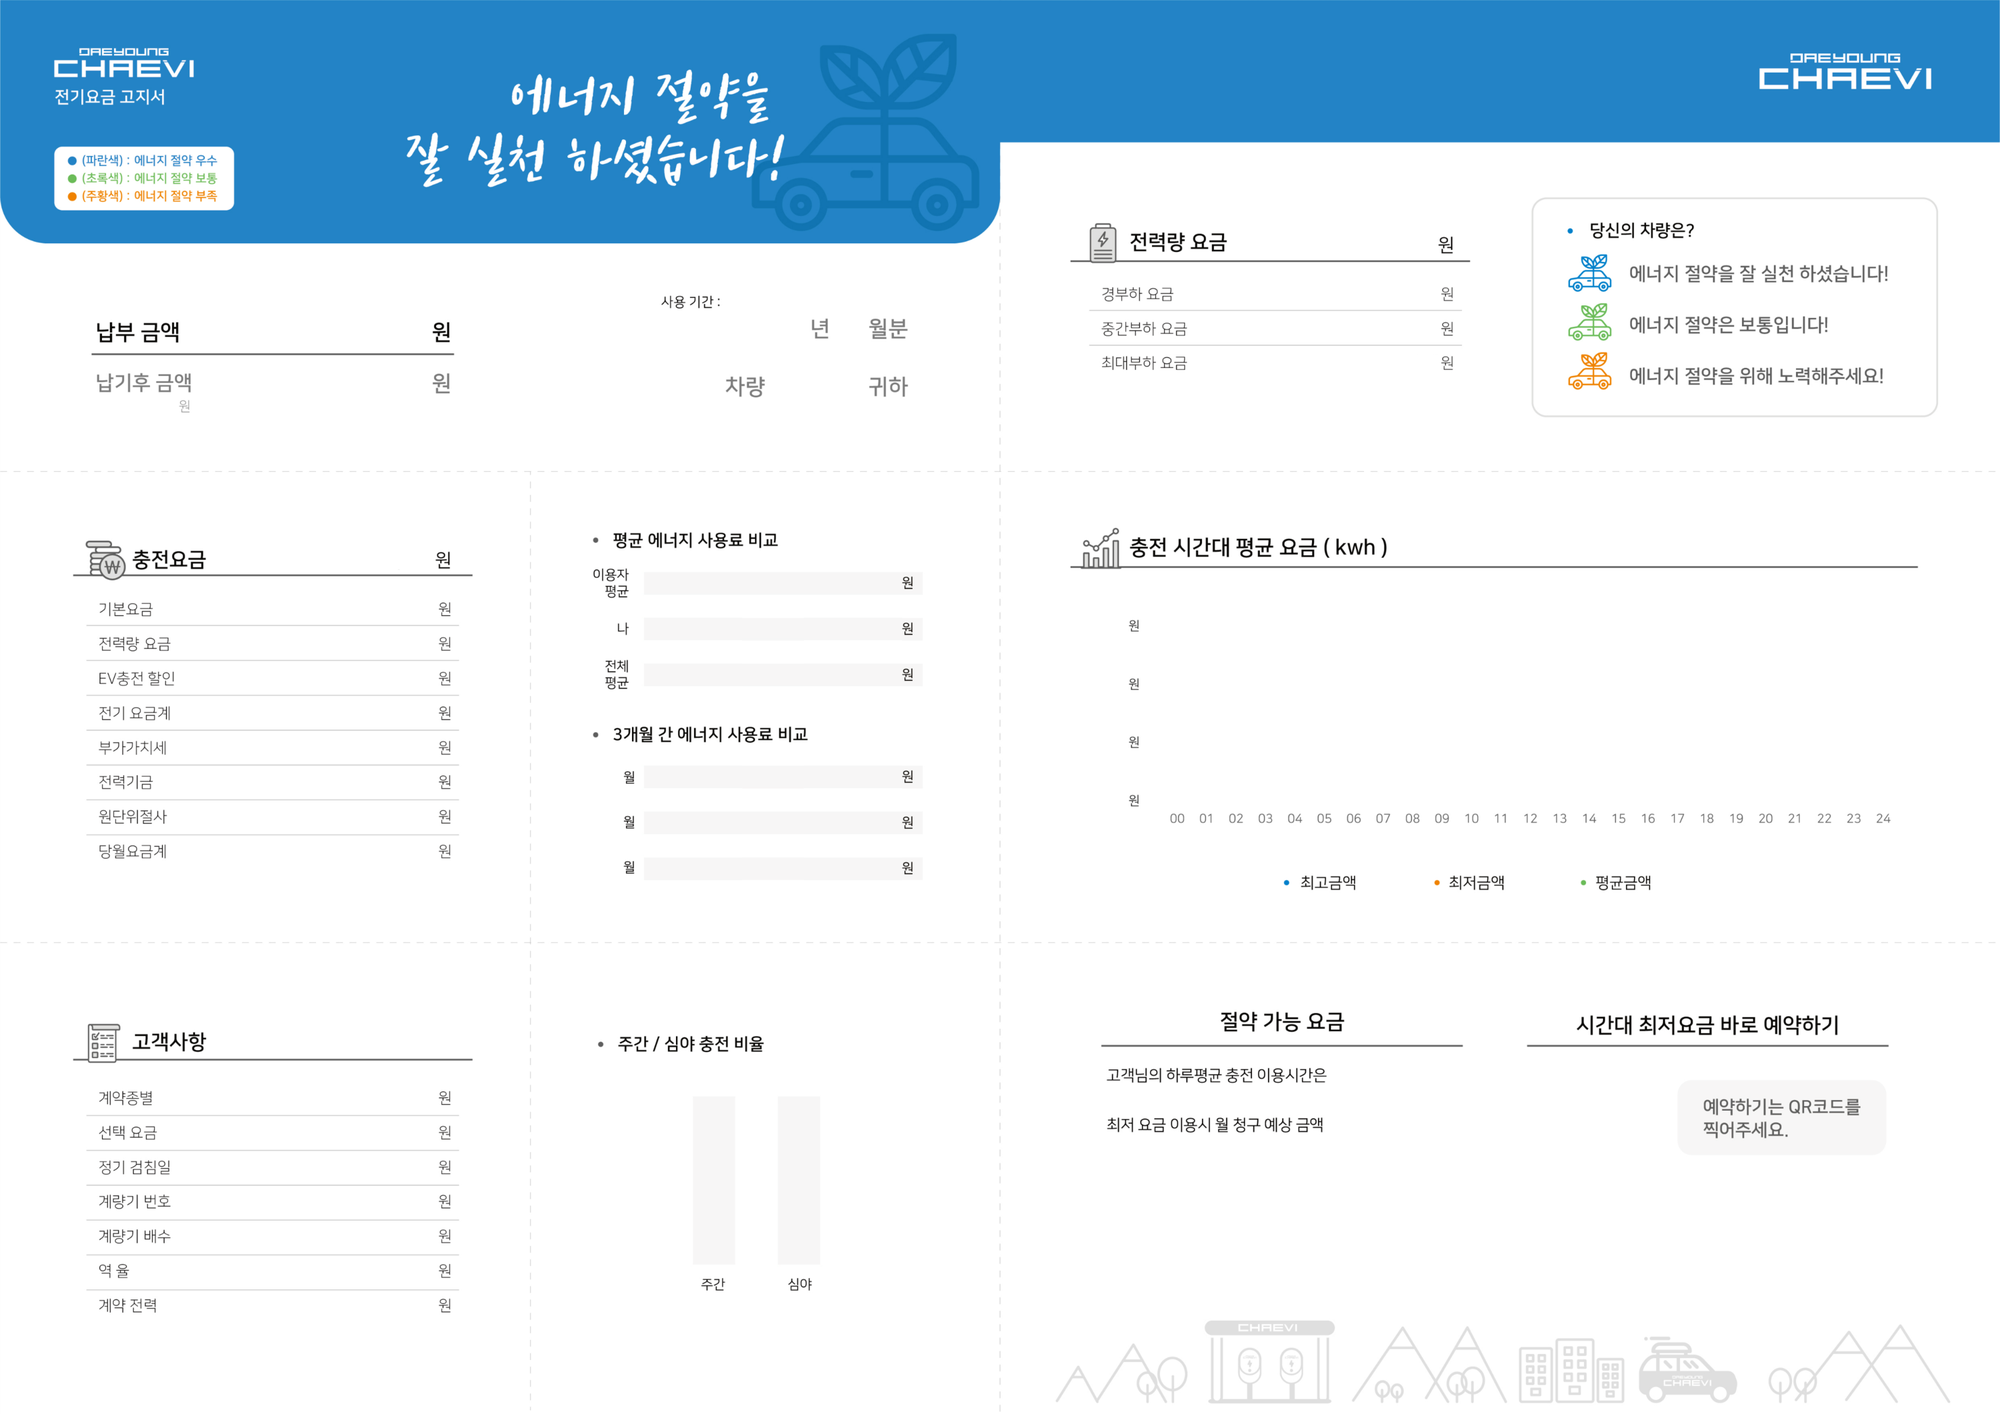 DAEYOUNG
CHAEVI
전기요금 고지서
(파란색) : 에너지 절약 우수
(초록색) : 에너지 절약 보통
(주황색) : 에너지 절약 부족
에너지 절약을
잘 실천 하셨습니다!
DAEYOUNG
CHAEVI
납부 금액 원
납기후 금액 원
원
사용 기간 :
년 월분
차량 귀하
전력량 요금 원
경부하 요금 원
중간부하 요금 원
최대부하 요금 원
당신의 차량은?
에너지 절약을 잘 실천 하셨습니다!
에너지 절약은 보통입니다!
에너지 절약을 위해 노력해주세요!
충전요금 원
기본요금 원
전력량 요금 원
EV충전 할인 원
전기 요금계 원
부가가치세 원
전력기금 원
원단위절사 원
당월요금계 원
평균 에너지 사용료 비교
이용자
평균 원
나 원
전체
평균 원
3개월 간 에너지 사용료 비교
월 원
월 원
월 원
충전 시간대 평균 요금 ( kwh )
원
원
원
원
00 01 02 03 04 05 06 07 08 09 10 11 12 13 14 15 16 17 18 19 20 21 22 23 24
최고금액 최저금액 평균금액
고객사항
계약종별 원
선택 요금 원
정기 검침일 원
계량기 번호 원
계량기 배수 원
역 율 원
계약 전력 원
주간 / 심야 충전 비율
주간 심야
절약 가능 요금
고객님의 하루평균 충전 이용시간은
최저 요금 이용시 월 청구 예상 금액
시간대 최저요금 바로 예약하기
예약하기는 QR코드를
찍어주세요.
CHAEVI
DAEYOUNG
CHAEVI